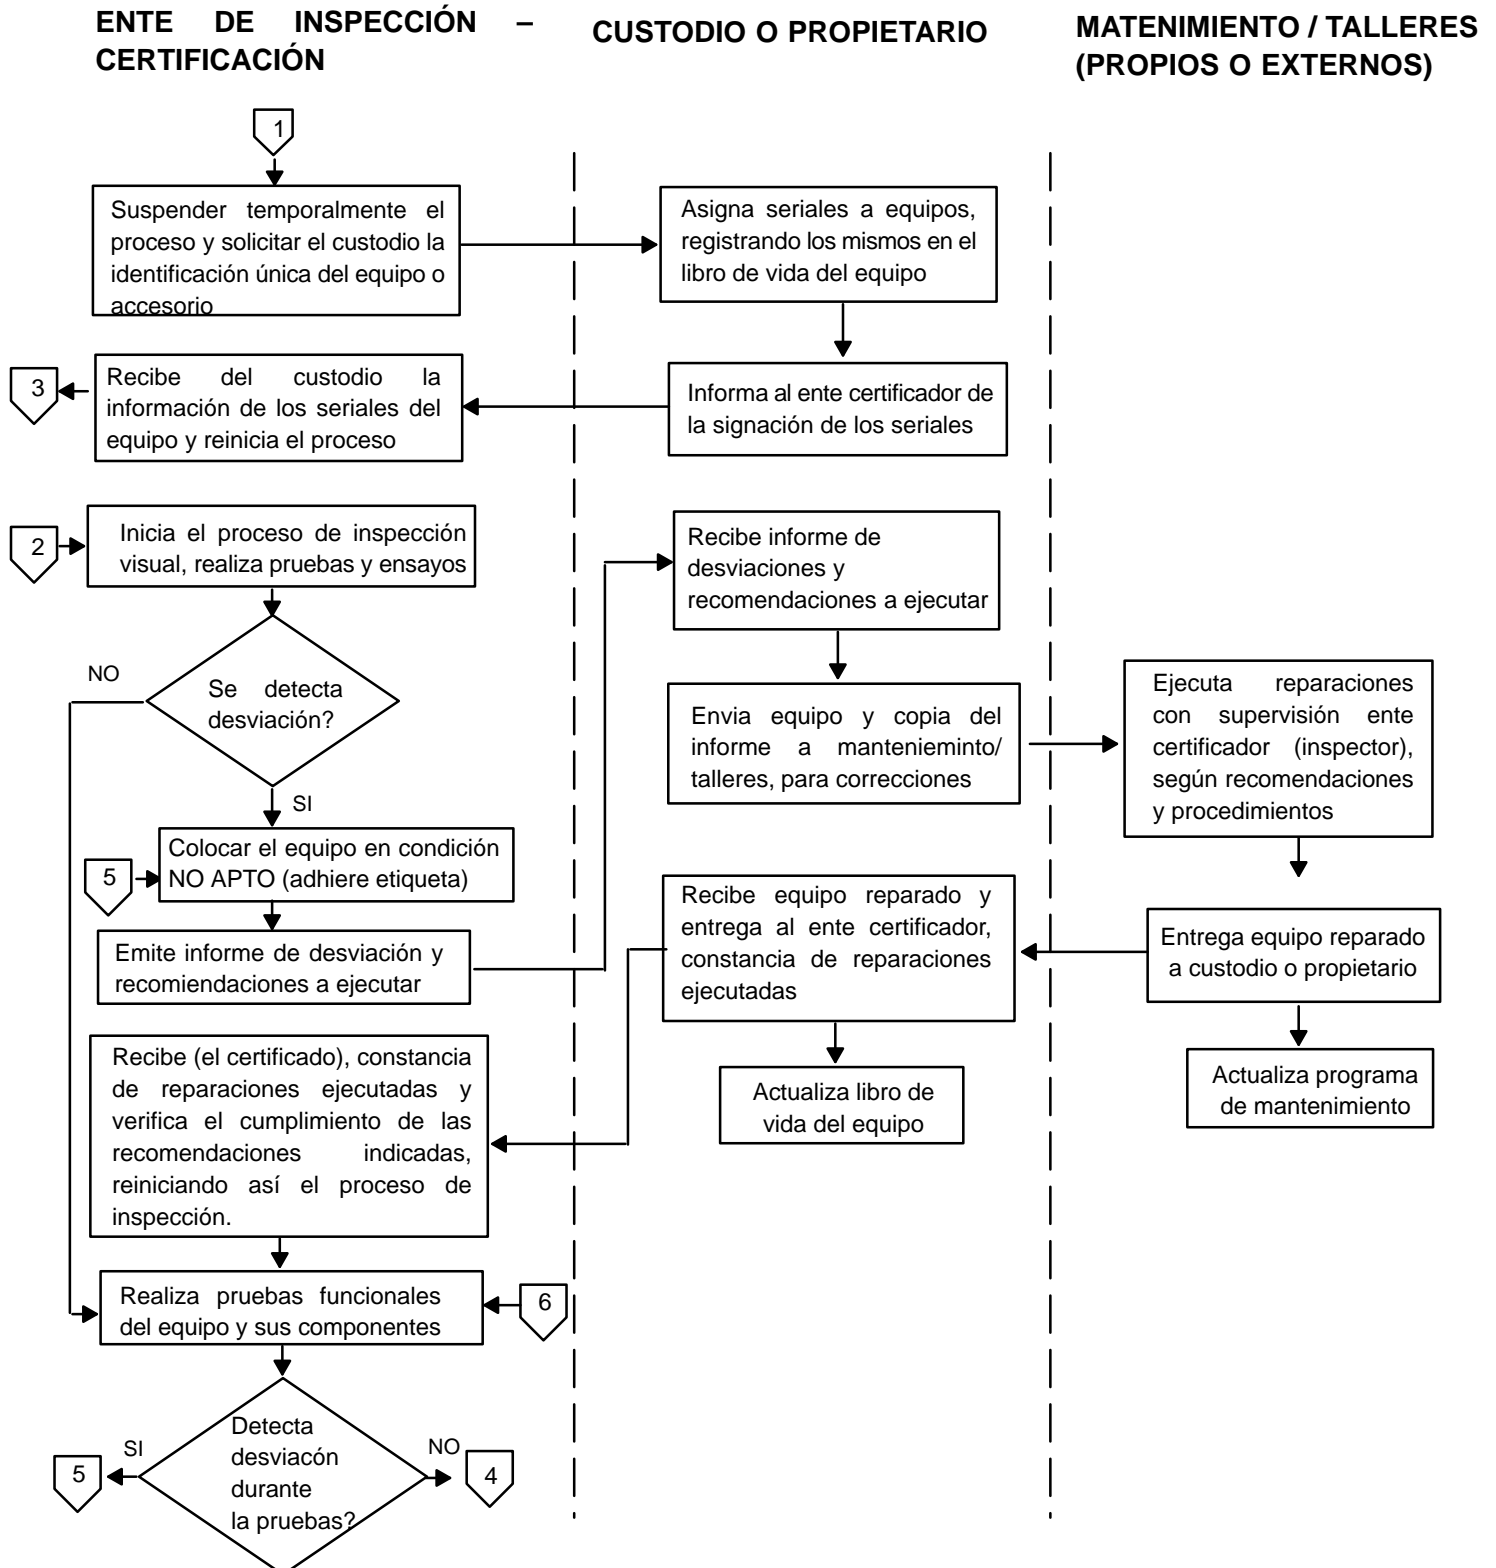 ENTE DE INSPECCIÓN –
CERTIFICACIÓN
CUSTODIO O PROPIETARIO
MATENIMIENTO / TALLERES
(PROPIOS O EXTERNOS)
1
Suspender temporalmente el
proceso y solicitar el custodio la
identificación única del equipo o
accesorio
Asigna seriales a equipos,
registrando los mismos en el
libro de vida del equipo
3
Recibe del custodio la
información de los seriales del
equipo y reinicia el proceso
Informa al ente certificador de
la signación de los seriales
2
Inicia el proceso de inspección
visual, realiza pruebas y ensayos
Recibe informe de
desviaciones y
recomendaciones a ejecutar
NO
Se detecta
desviación?
SI
Envia equipo y copia del
informe a mantenieminto/
talleres, para correcciones
Ejecuta reparaciones
con supervisión ente
certificador (inspector),
según recomendaciones
y procedimientos
5
Colocar el equipo en condición
NO APTO (adhiere etiqueta)
Emite informe de desviación y
recomiendaciones a ejecutar
Recibe equipo reparado y
entrega al ente certificador,
constancia de reparaciones
ejecutadas
Entrega equipo reparado
a custodio o propietario
Recibe (el certificado), constancia
de reparaciones ejecutadas y
verifica el cumplimiento de las
recomendaciones indicadas,
reiniciando así el proceso de
inspección.
Actualiza libro de
vida del equipo
Actualiza programa
de mantenimiento
Realiza pruebas funcionales
del equipo y sus componentes
6
Detecta
desviacón
durante
la pruebas?
SI
NO
5
4